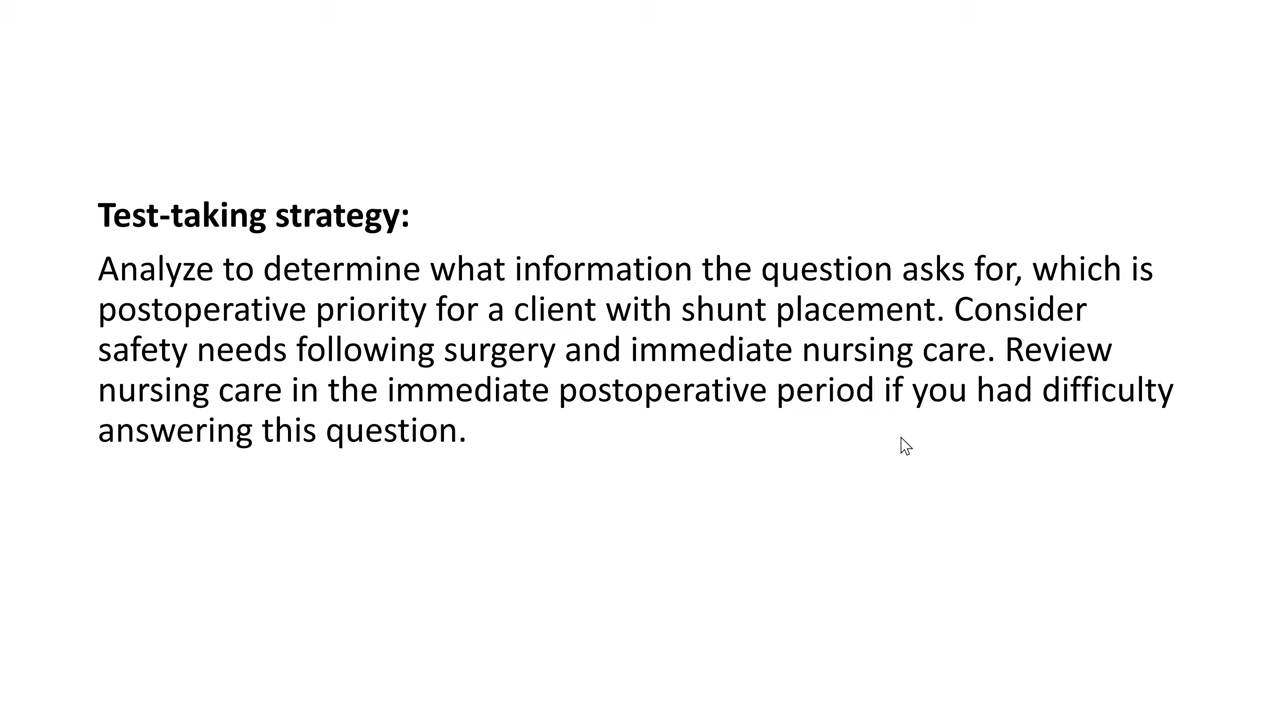 Test-taking strategy:
Analyze to determine what information the question asks for, which is
postoperative priority for a client with shunt placement. Consider
safety needs following surgery and immediate nursing care. Review
nursing care in the immediate postoperative period if you had difficulty
answering this question.